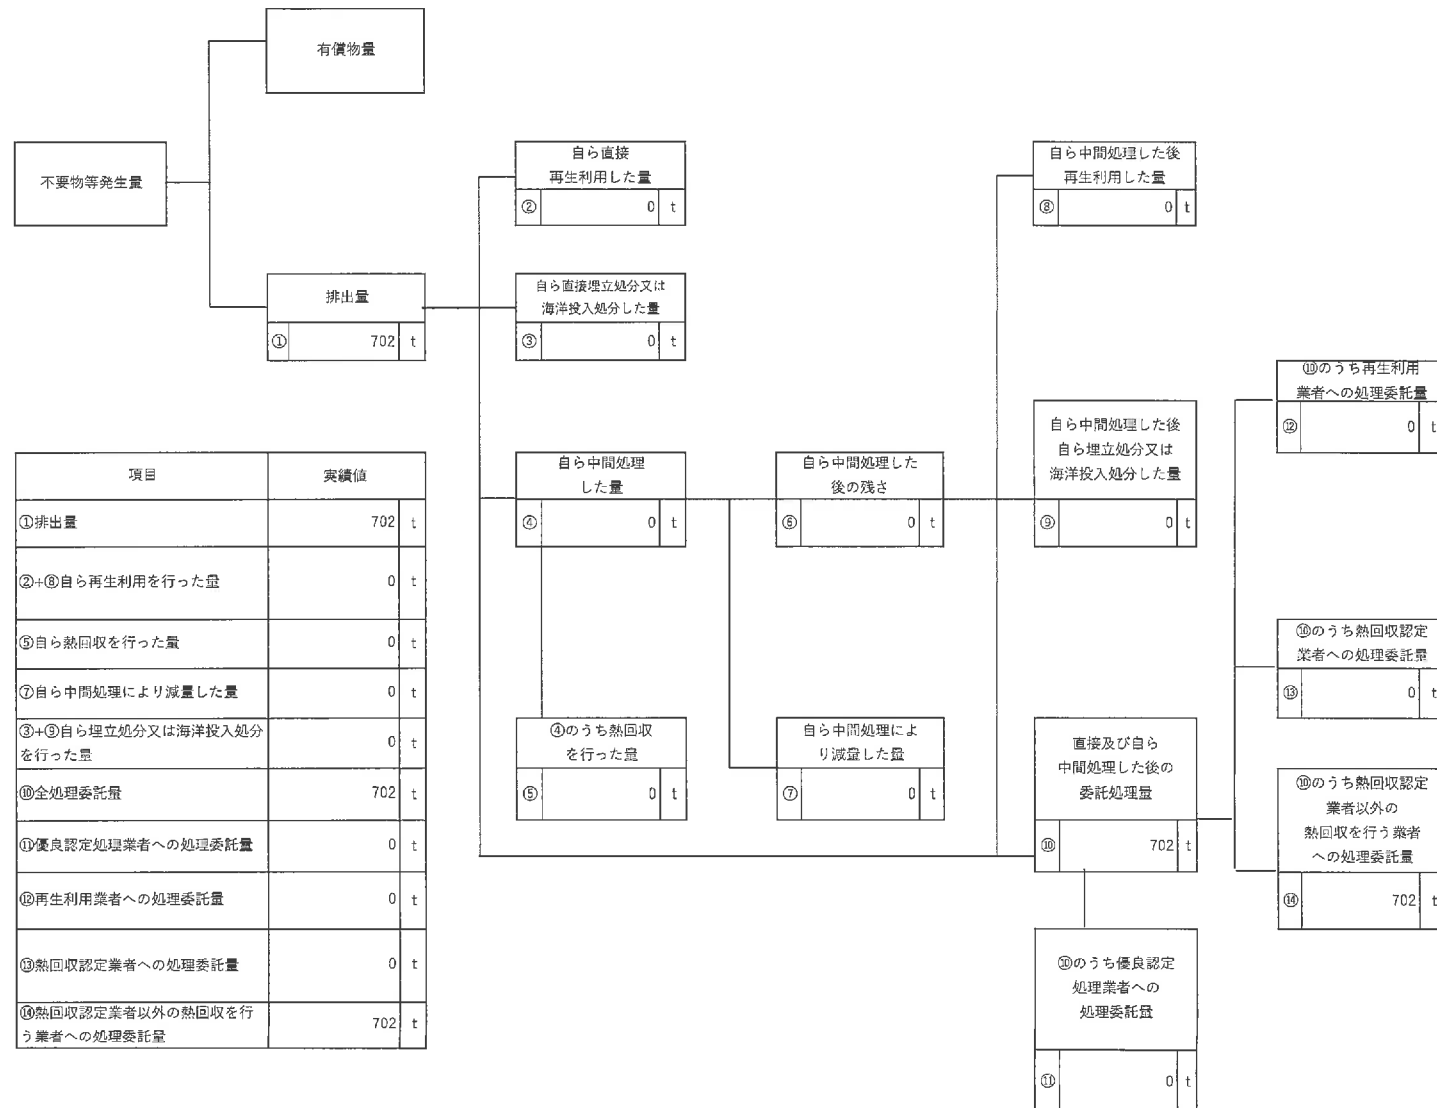 有償物量
不要物等発生量
排出量
① 702 t
自ら直接
再生利用した量
② 0 t
自ら直接埋立処分又は
海洋投入処分した量
③ 0 t
自ら中間処理
した量
④ 0 t
④のうち熱回収
を行った量
⑤ 0 t
自ら中間処理した
後の残さ
⑥ 0 t
自ら中間処理によ
り減量した量
⑦ 0 t
自ら中間処理した後
再生利用した量
⑧ 0 t
自ら中間処理した後
自ら埋立処分又は
海洋投入処分した量
⑨ 0 t
直接及び自ら
中間処理した後の
委託処理量
⑩ 702 t
⑩のうち優良認定
処理業者への
処理委託量
⑪ 0 t
⑩のうち再生利用
業者への処理委託量
⑫ 0 t
⑩のうち熱回収認定
業者への処理委託量
⑬ 0 t
⑩のうち熱回収認定
業者以外の
熱回収を行う業者
への処理委託量
⑭ 702 t
項目 実績値
①排出量 702 t
②+⑧自ら再生利用を行った量 0 t
⑤自ら熱回収を行った量 0 t
⑦自ら中間処理により減量した量 0 t
③+⑨自ら埋立処分又は海洋投入処分
を行った量 0 t
⑩全処理委託量 702 t
⑪優良認定処理業者への処理委託量 0 t
⑫再生利用業者への処理委託量 0 t
⑬熱回収認定業者への処理委託量 0 t
⑭熱回収認定業者以外の熱回収を行
う業者への処理委託量 702 t